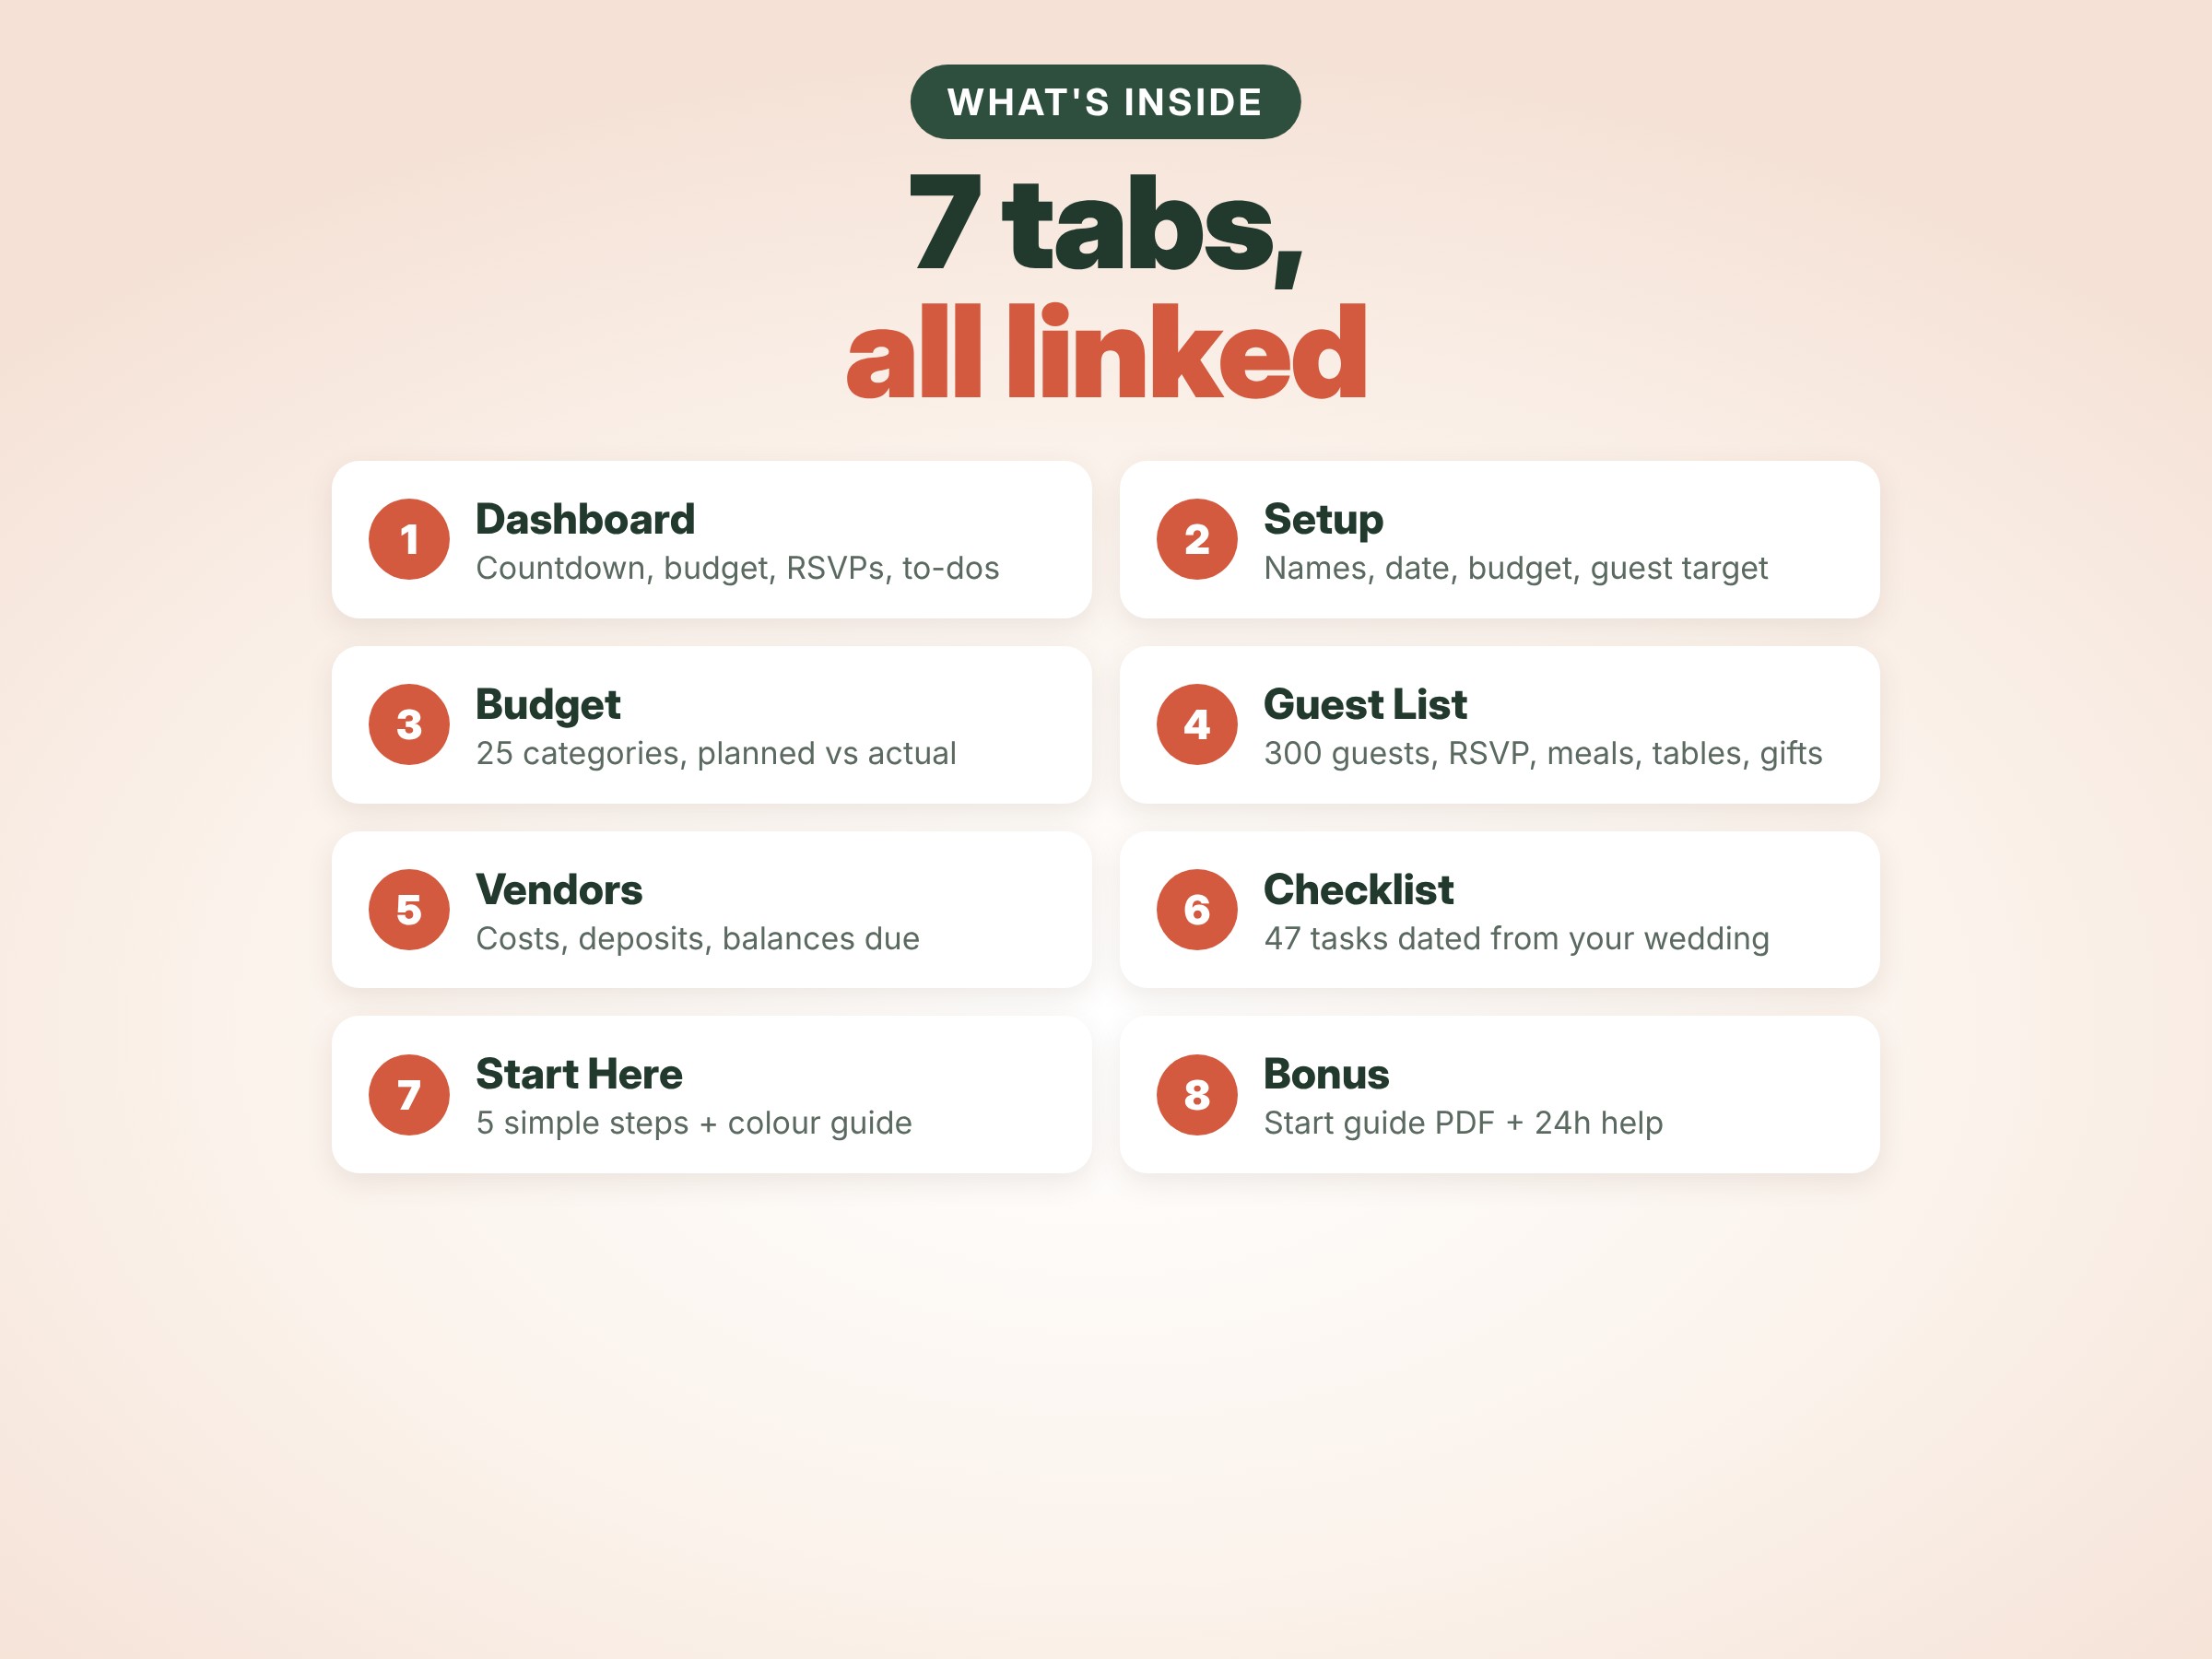 WHAT'S INSIDE
7 tabs,
all linked
1
Dashboard
Countdown, budget, RSVPs, to-dos
2
Setup
Names, date, budget, guest target
3
Budget
25 categories, planned vs actual
4
Guest List
300 guests, RSVP, meals, tables, gifts
5
Vendors
Costs, deposits, balances due
6
Checklist
47 tasks dated from your wedding
7
Start Here
5 simple steps + colour guide
8
Bonus
Start guide PDF + 24h help